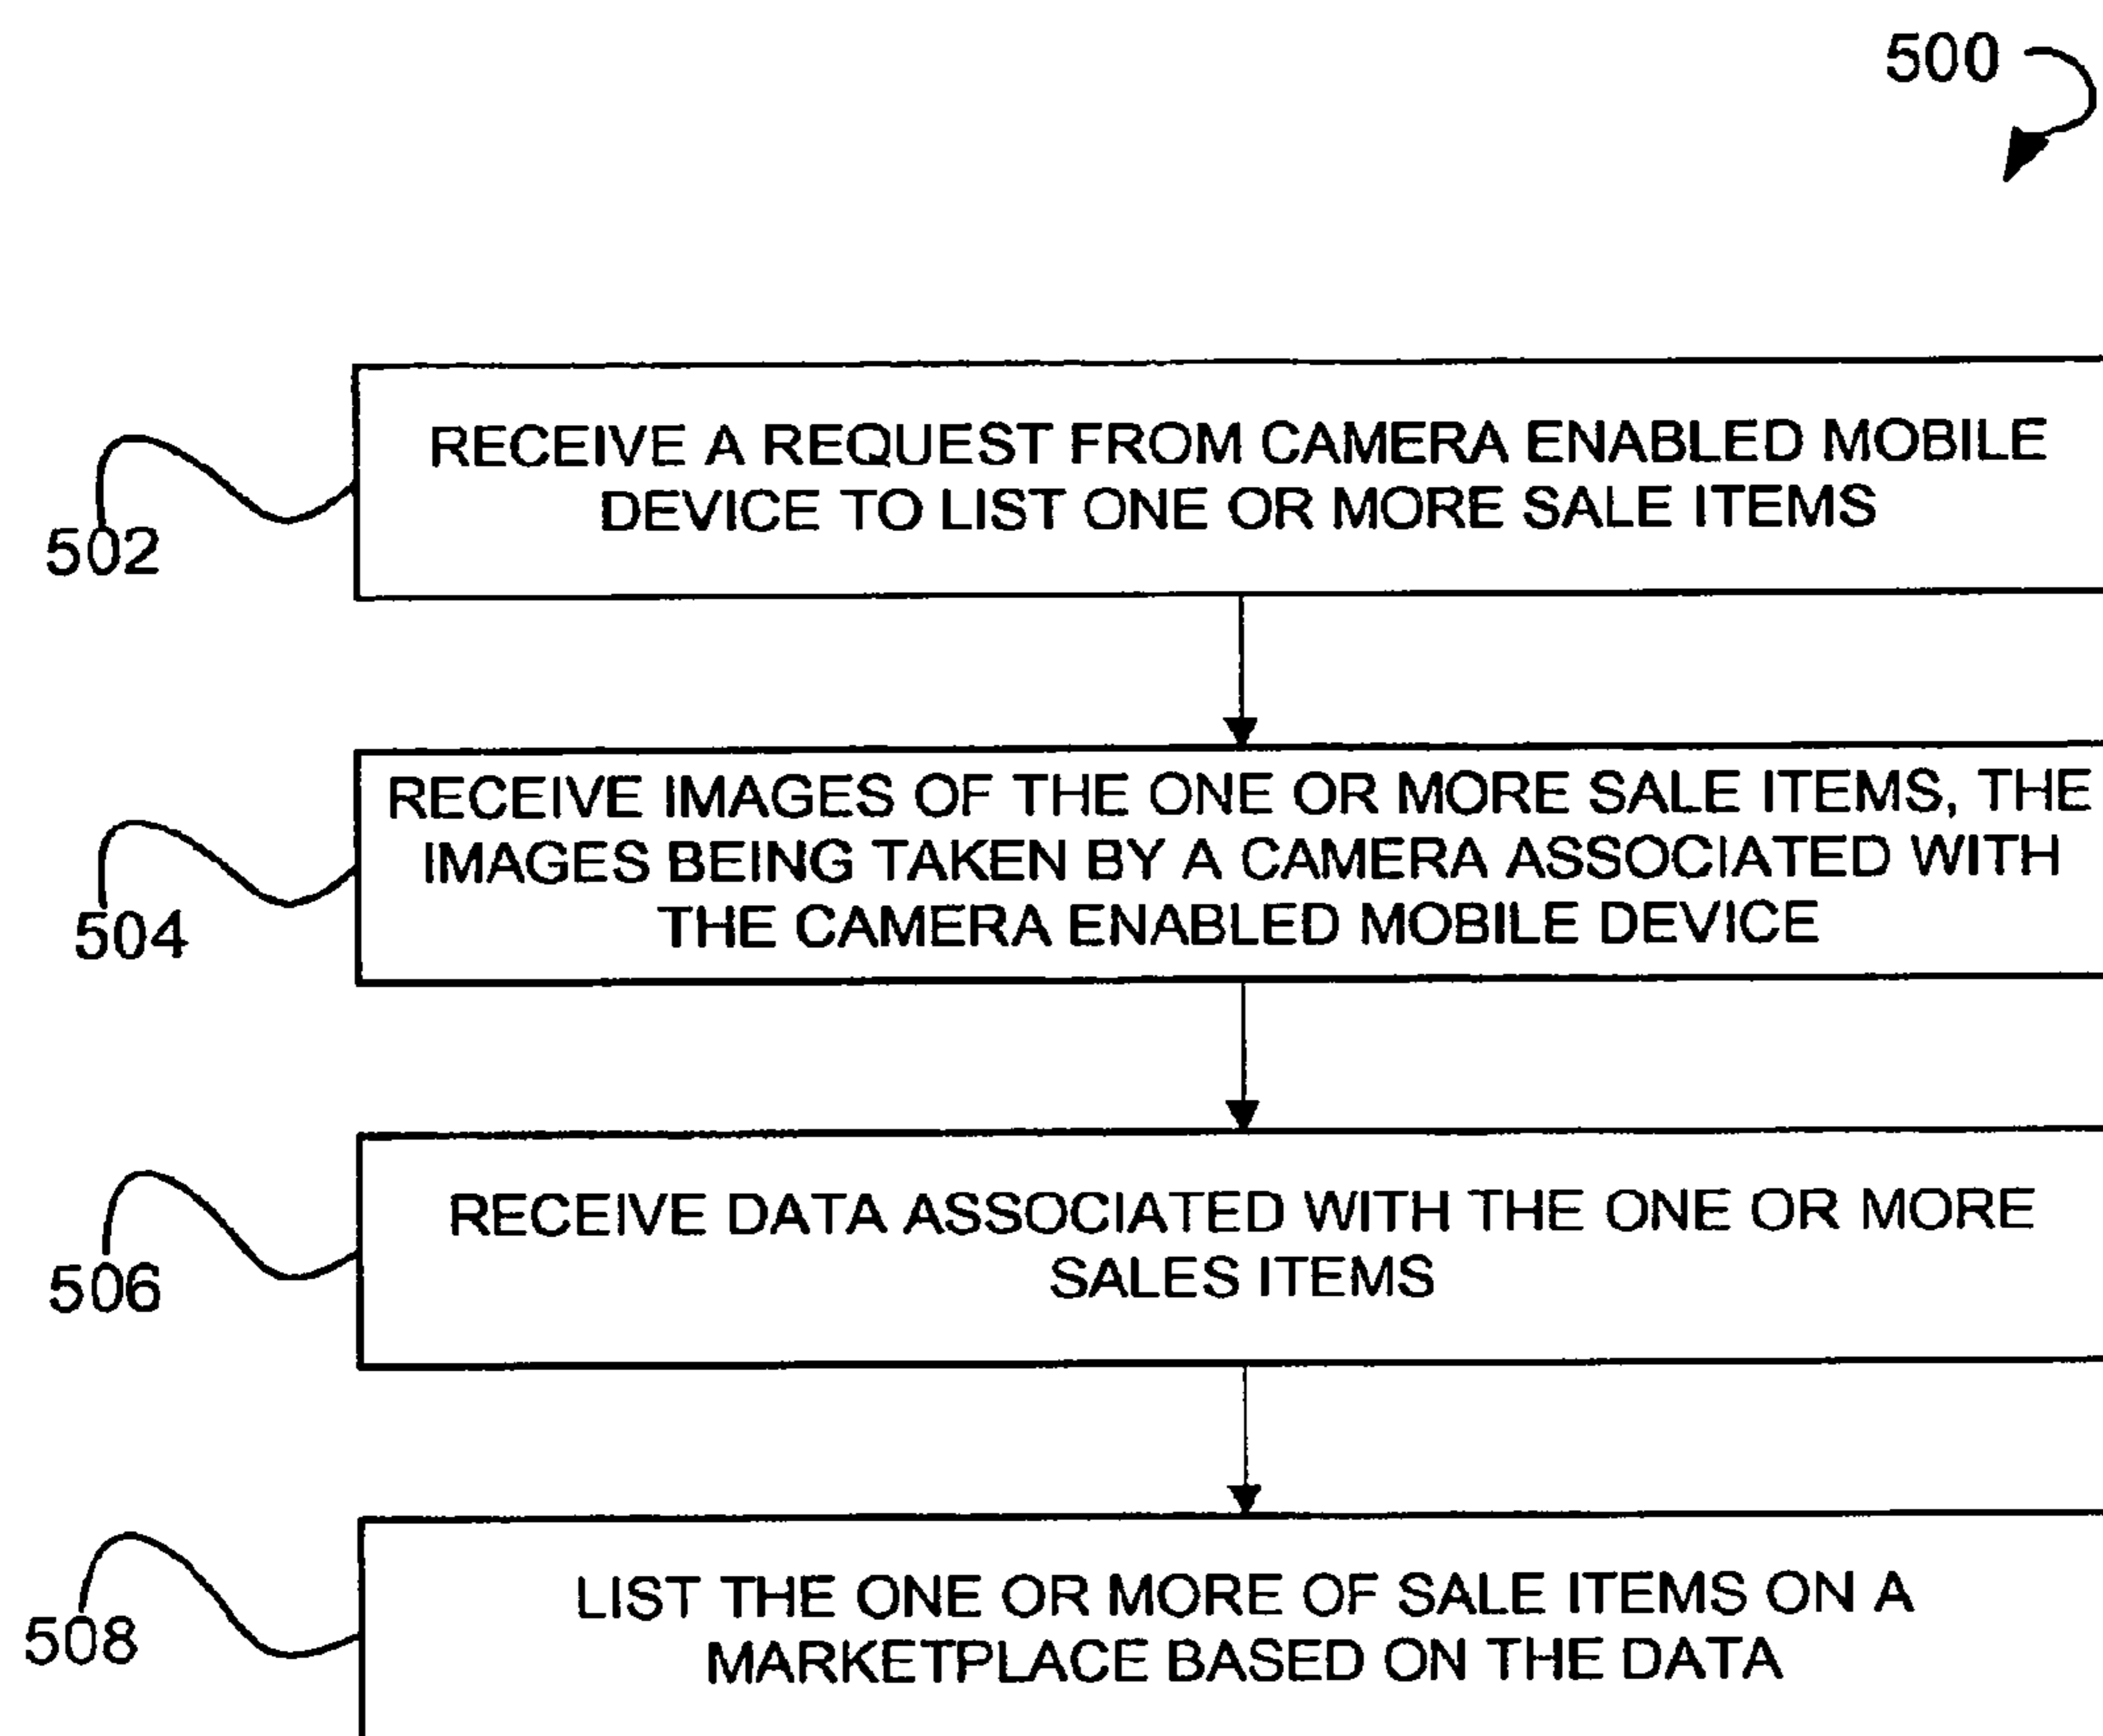 500
RECEIVE A REQUEST FROM CAMERA ENABLED MOBILE
DEVICE TO LIST ONE OR MORE SALE ITEMS
502
RECEIVE IMAGES OF THE ONE OR MORE SALE ITEMS, THE
IMAGES BEING TAKEN BY A CAMERA ASSOCIATED WITH
THE CAMERA ENABLED MOBILE DEVICE
504
RECEIVE DATA ASSOCIATED WITH THE ONE OR MORE
SALES ITEMS
506
LIST THE ONE OR MORE OF SALE ITEMS ON A
MARKETPLACE BASED ON THE DATA
508